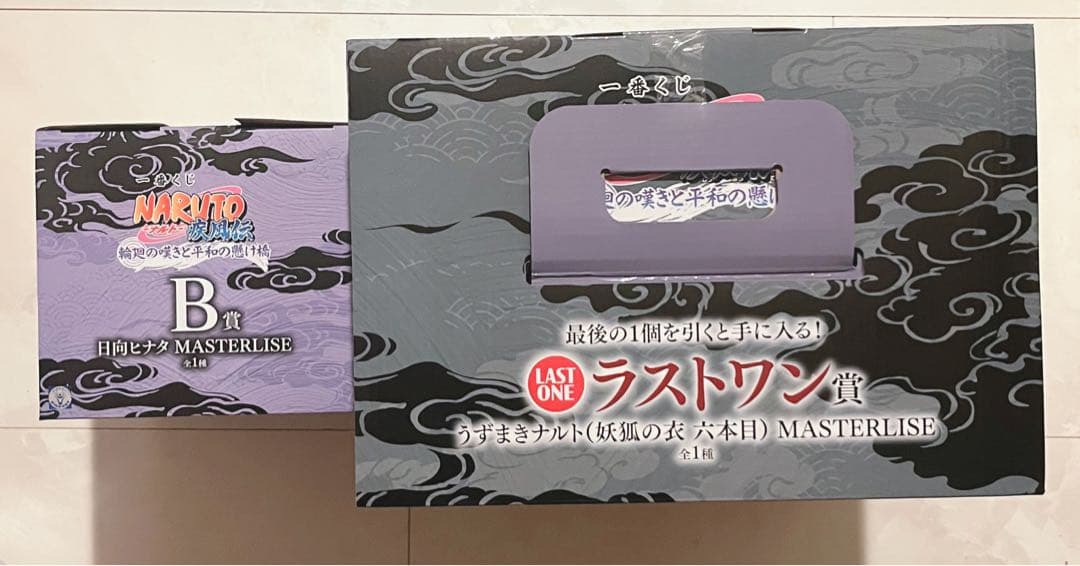 一番くじ
NARUTO
-ナルト-
疾風伝
輪廻の嘆きと平和の懸け橋
B賞
日向ヒナタ MASTERLISE
全1種
一番くじ
廻の嘆きと平和の懸け
最後の1個を引くと手に入る!
LAST
ONE
ラストワン賞
うずまきナルト(妖狐の衣 六本目) MASTERLISE
全1種